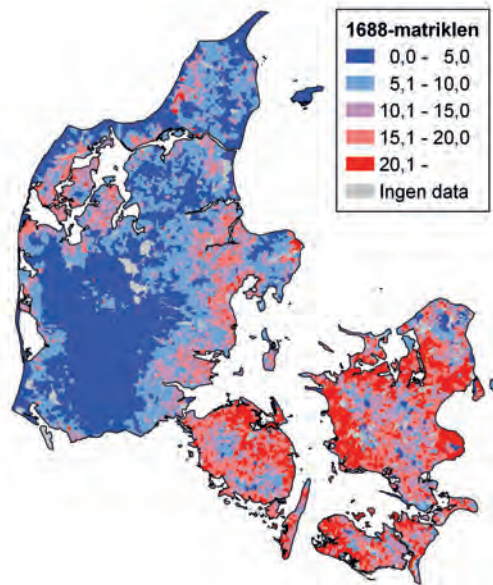 1688-matriklen
0,0 - 5,0
5,1 - 10,0
10,1 - 15,0
15,1 - 20,0
20,1 -
Ingen data